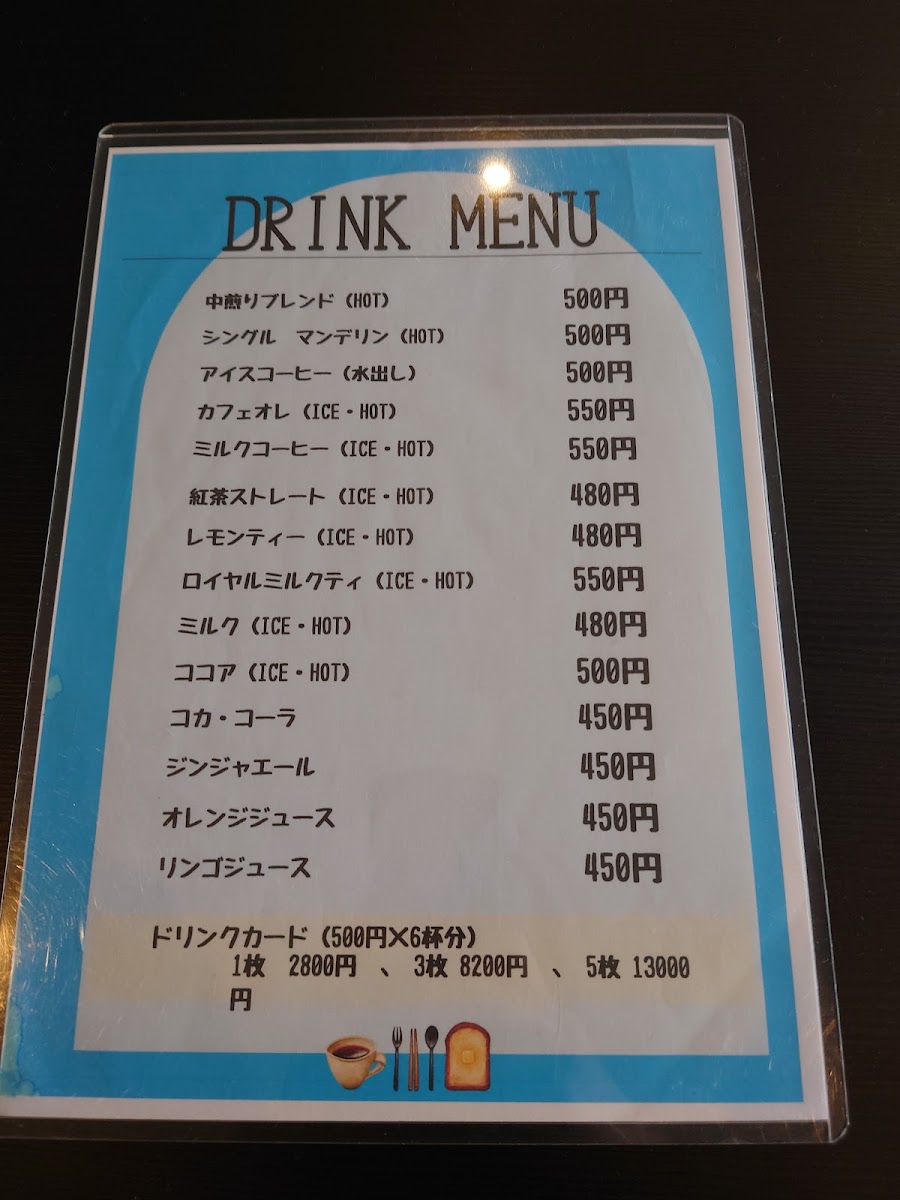 DRINK MENU
中煎りブレンド (HOT) 500円
シングル マンデリン (HOT) 500円
アイスコーヒー (水出し) 500円
カフェオレ (ICE・HOT) 550円
ミルクコーヒー (ICE・HOT) 550円
紅茶ストレート (ICE・HOT) 480円
レモンティー (ICE・HOT) 480円
ロイヤルミルクティ (ICE・HOT) 550円
ミルク (ICE・HOT) 480円
ココア (ICE・HOT) 500円
コカ・コーラ 450円
ジンジャエール 450円
オレンジジュース 450円
リンゴジュース 450円
ドリンクカード (500円×6杯分)
1枚 2800円 、 3枚 8200円 、 5枚 13000
円